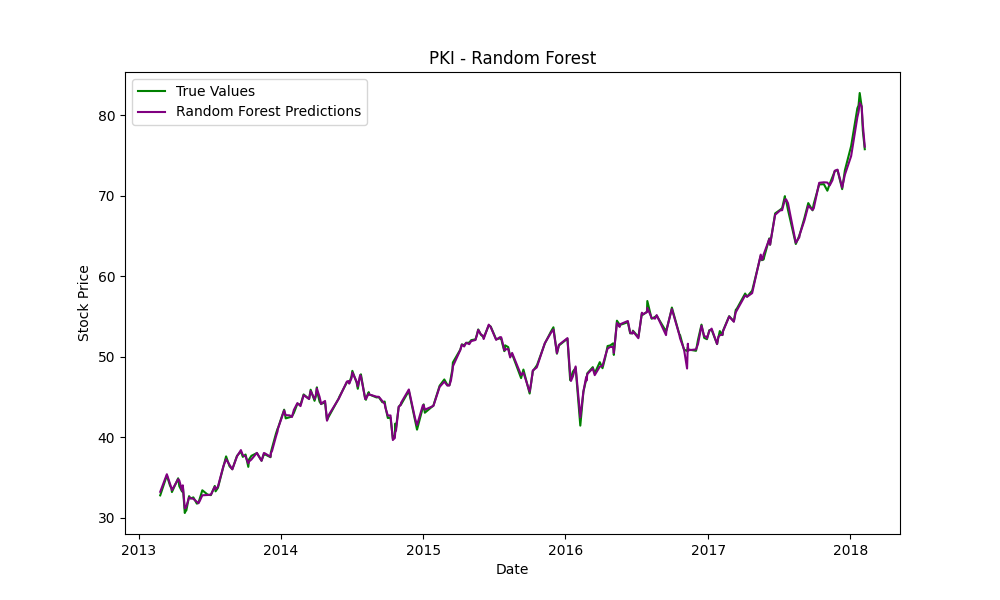 PKI - Random Forest
True Values
Random Forest Predictions
80
70
60
50
40
30
Stock Price
2013 2014 2015 2016 2017 2018
Date